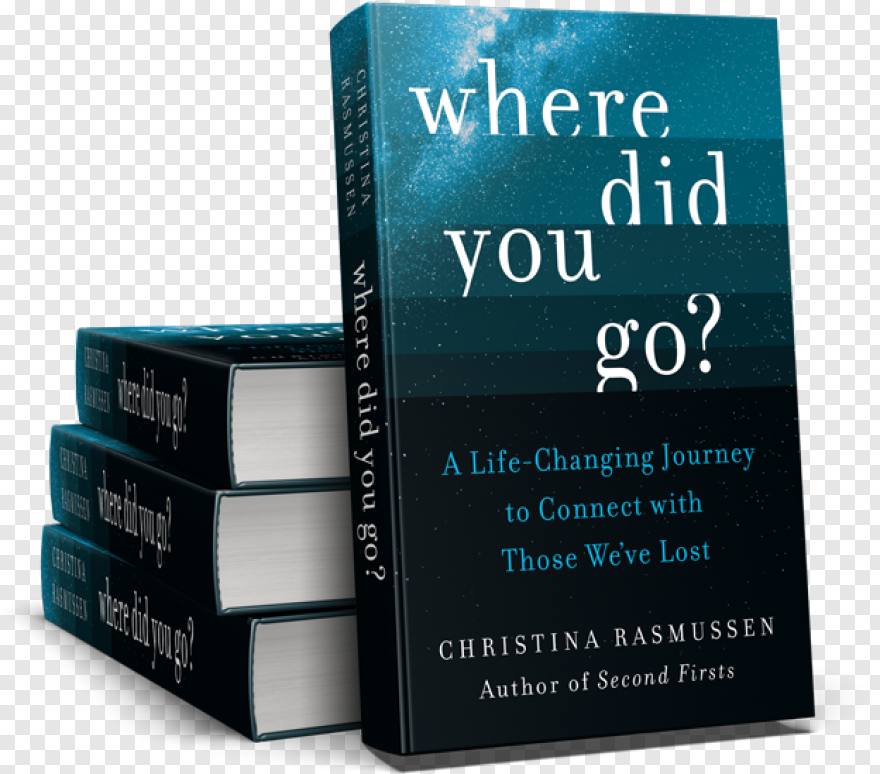 where
did
you
go?
A Life-Changing Journey
to Connect with
Those We've Lost
CHRISTINA RASMUSSEN
Author of Second Firsts
CHRISTINA
RASMUSSEN
where did you go?
CHRISTINA
RASMUSSEN
where did you go?
CHRISTINA
RASMUSSEN
where did you go?
CHRISTINA
RASMUSSEN
where did you go?